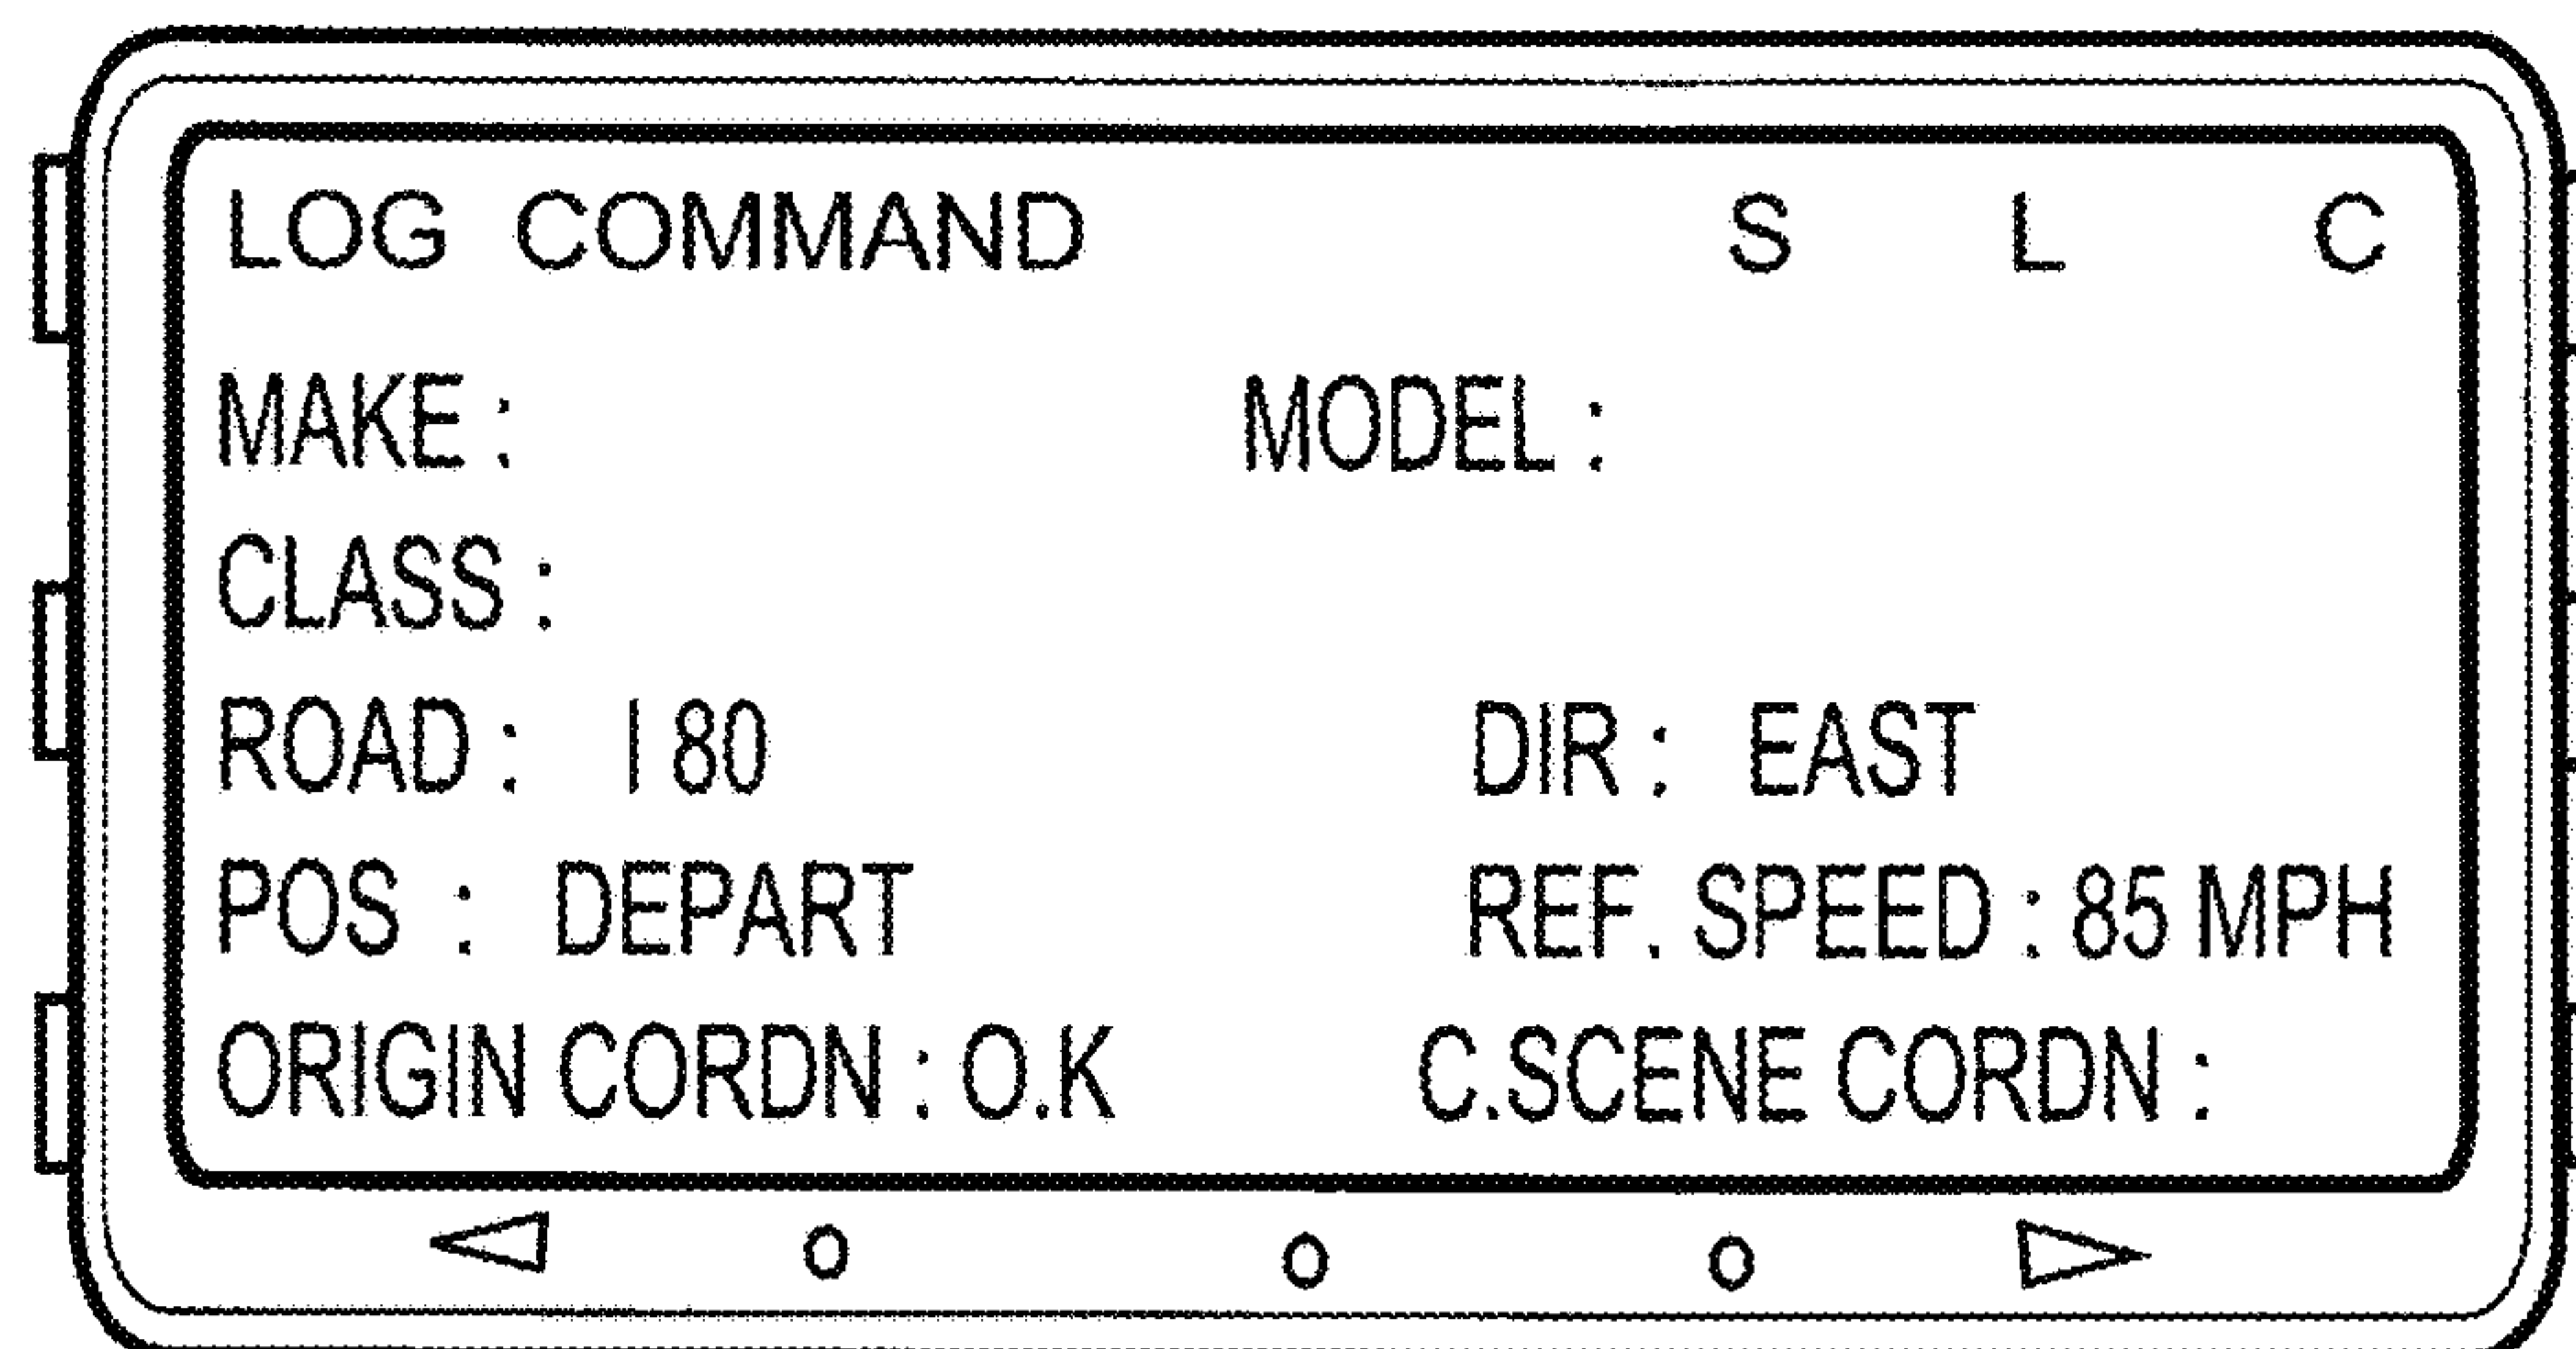 LOG COMMAND S L C
MAKE : MODEL :
CLASS :
ROAD : I 80 DIR : EAST
POS : DEPART REF. SPEED : 85 MPH
ORIGIN CORDN : O.K C.SCENE CORDN :